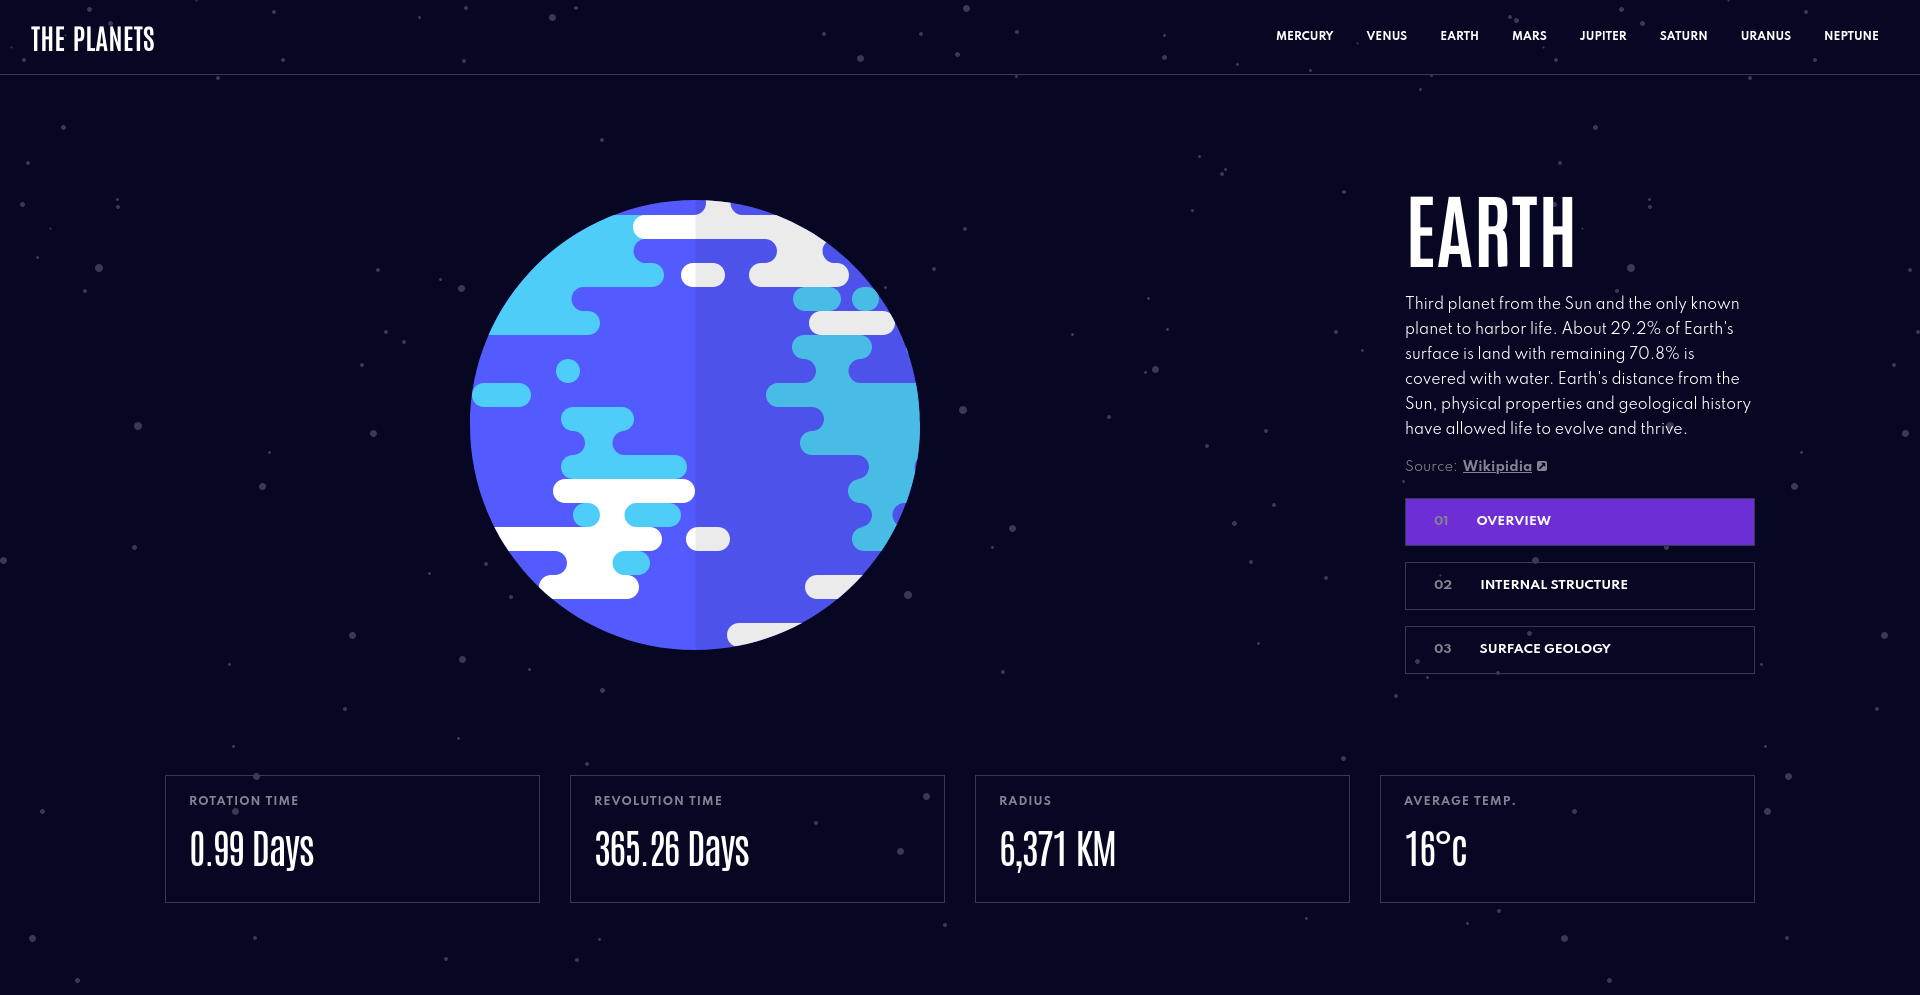 THE PLANETS
MERCURY VENUS EARTH MARS JUPITER SATURN URANUS NEPTUNE
EARTH
Third planet from the Sun and the only known
planet to harbor life. About 29.2% of Earth's
surface is land with remaining 70.8% is
covered with water. Earth's distance from the
Sun, physical properties and geological history
have allowed life to evolve and thrive.
Source: Wikipidia
01 OVERVIEW
02 INTERNAL STRUCTURE
03 SURFACE GEOLOGY
ROTATION TIME
0.99 Days
REVOLUTION TIME
365.26 Days
RADIUS
6,371 KM
AVERAGE TEMP.
16°c